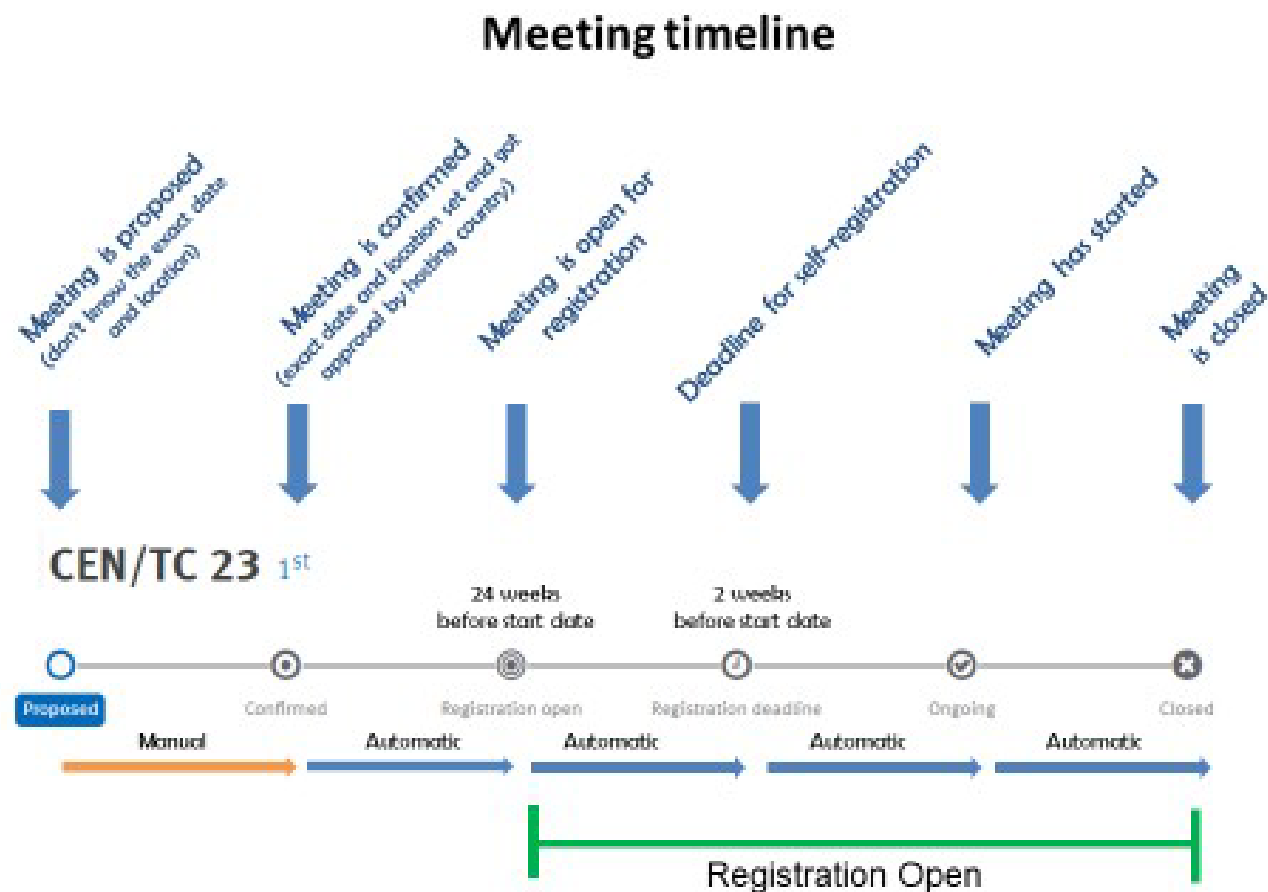 Meeting timeline
Meeting is proposed
(don't know the exact date
and location)
Meeting is confirmed
(exact date and location set and got
approval by hosting country)
Meeting is open for
registration
Deadline for self-registration
Meeting has started
Meeting
is closed
CEN/TC 23 1st
24 weeks
before start date
2 weeks
before start date
Proposed
Confirmed
Registration open
Registration deadline
Ongoing
Closed
Manual
Automatic
Automatic
Automatic
Automatic
Registration Open